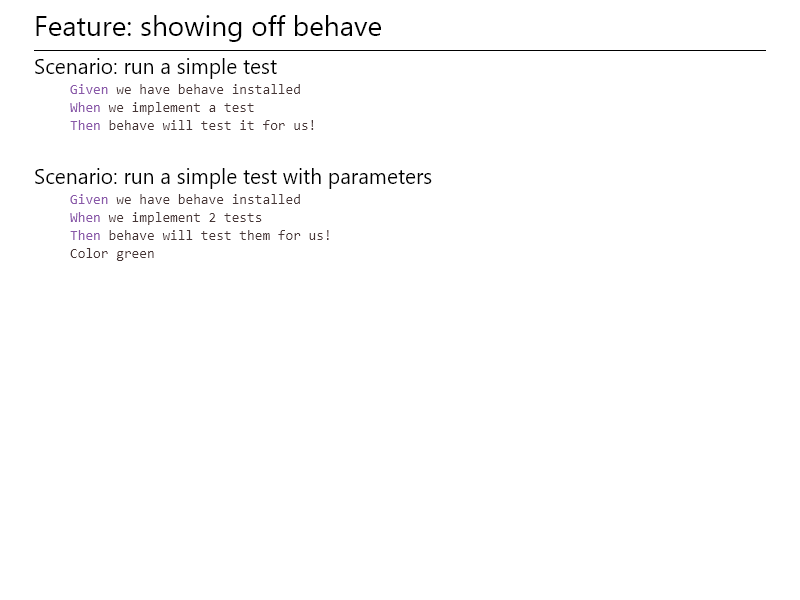 Feature: showing off behave
Scenario: run a simple test
Given we have behave installed
When we implement a test
Then behave will test it for us!
Scenario: run a simple test with parameters
Given we have behave installed
When we implement 2 tests
Then behave will test them for us!
Color green